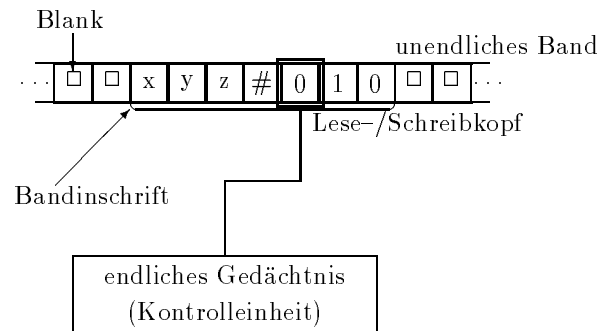 Blank
unendliches Band
· · · □ □ x y z # 0 1 0 □ □ · · ·
Lese–/Schreibkopf
Bandinschrift
endliches Gedächtnis
(Kontrolleinheit)